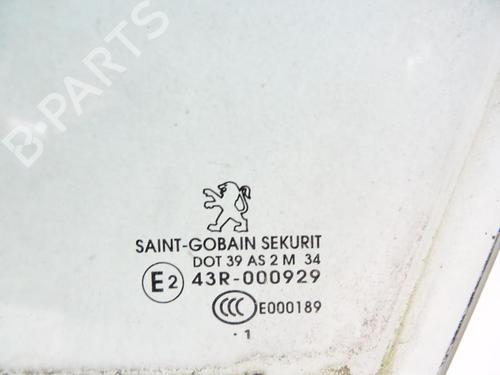 B-PARTS
SAINT-GOBAIN SEKURIT
DOT 39 AS 2 M 34
E2 43R-000929
CCC E000189
· 1